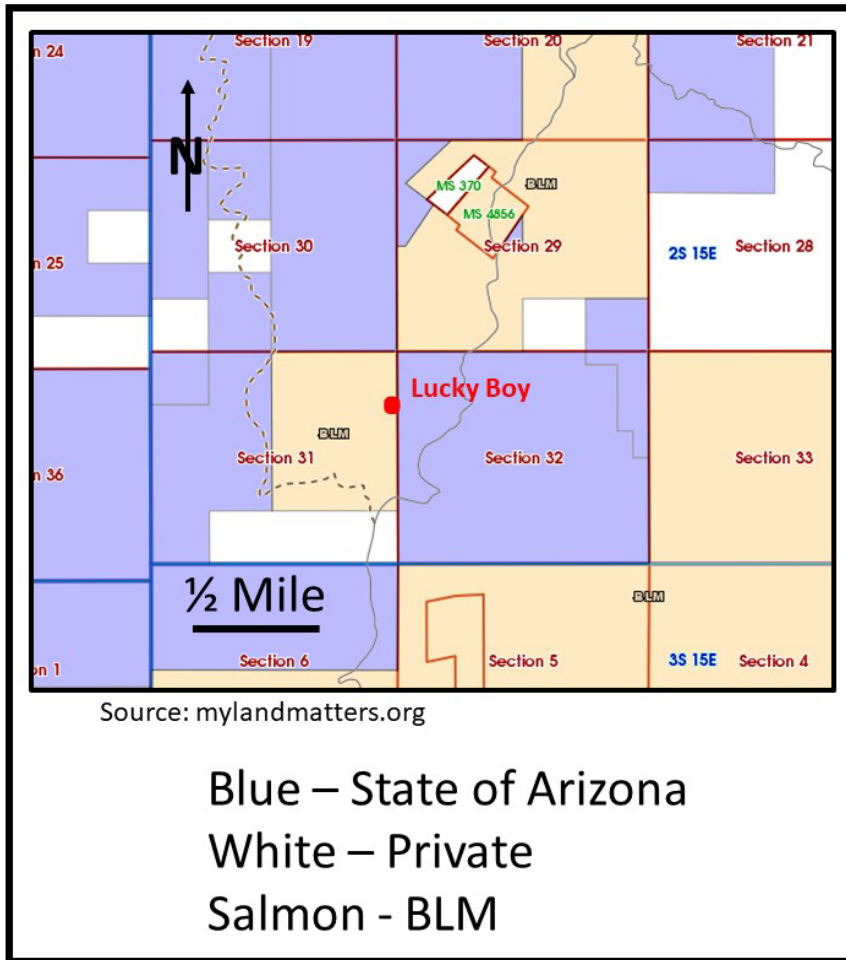 Section 19
Section 20
Section 21
n 24
N
MS 370
BLM
MS 4856
Section 30
Section 29
2S 15E
Section 28
n 25
Lucky Boy
BLM
Section 31
Section 32
Section 33
n 36
½ Mile
BLM
on 1
Section 6
Section 5
3S 15E
Section 4
Source: mylandmatters.org
Blue – State of Arizona
White – Private
Salmon - BLM